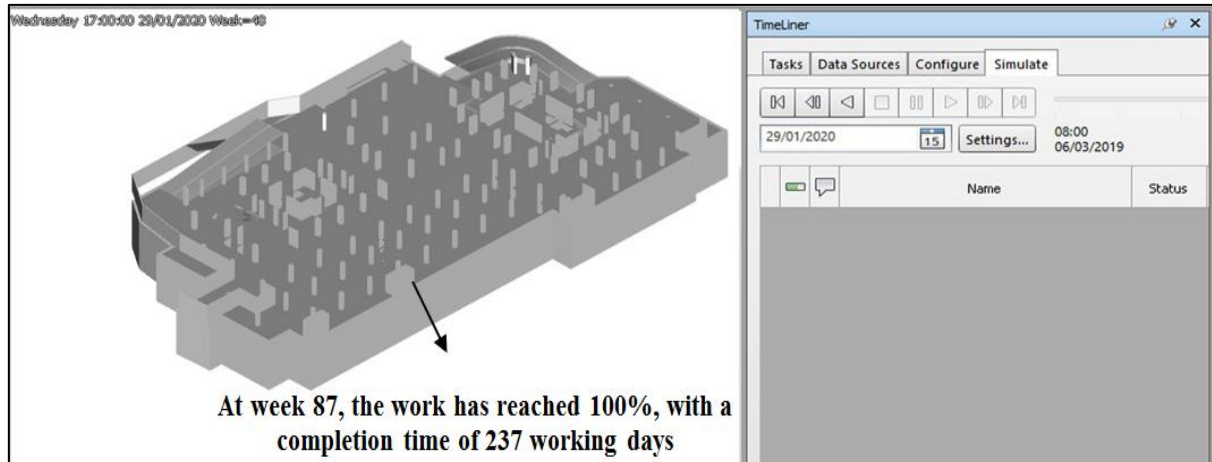 Wednesday 17:00:00 29/01/2020 Week=48
TimeLiner
Tasks Data Sources Configure Simulate
29/01/2020
15
Settings...
08:00
06/03/2019
Name Status
At week 87, the work has reached 100%, with a
completion time of 237 working days